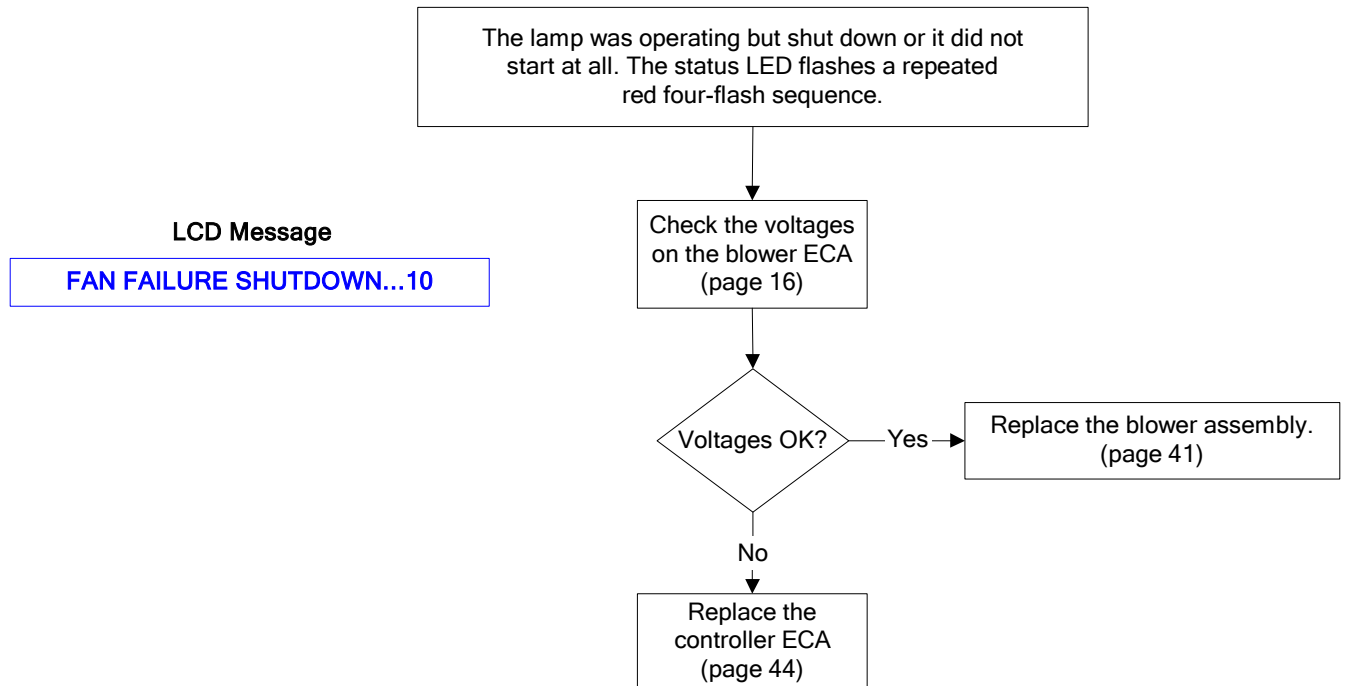 The lamp was operating but shut down or it did not
start at all. The status LED flashes a repeated
red four-flash sequence.
LCD Message
FAN FAILURE SHUTDOWN...10
Check the voltages
on the blower ECA
(page 16)
Voltages OK?
Yes
Replace the blower assembly.
(page 41)
No
Replace the
controller ECA
(page 44)